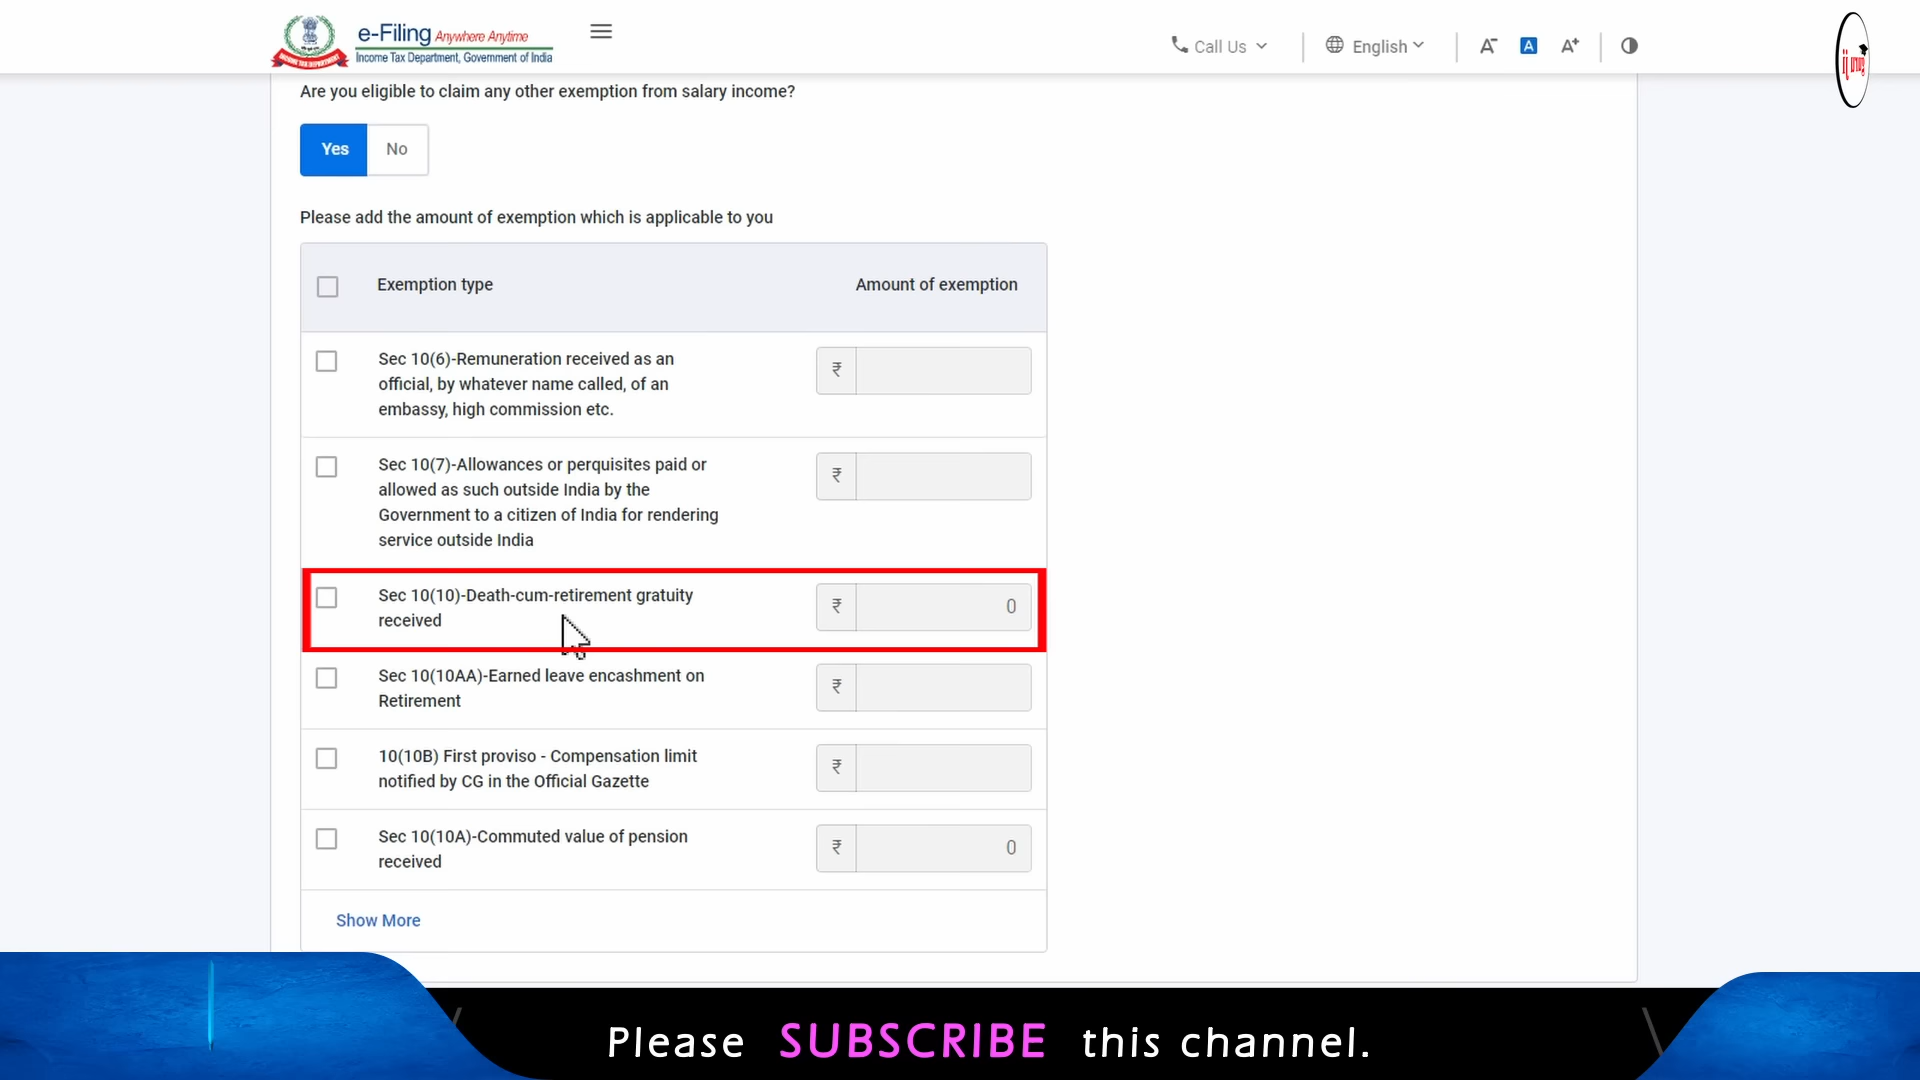 e-Filing Anywhere Anytime
Income Tax Department, Government of India
Call Us
English
A-
A
A+
Are you eligible to claim any other exemption from salary income?
Yes
No
Please add the amount of exemption which is applicable to you
Exemption type
Amount of exemption
Sec 10(6)-Remuneration received as an
official, by whatever name called, of an
embassy, high commission etc.
₹
Sec 10(7)-Allowances or perquisites paid or
allowed as such outside India by the
Government to a citizen of India for rendering
service outside India
₹
Sec 10(10)-Death-cum-retirement gratuity
received
₹ 0
Sec 10(10AA)-Earned leave encashment on
Retirement
₹
10(10B) First proviso - Compensation limit
notified by CG in the Official Gazette
₹
Sec 10(10A)-Commuted value of pension
received
₹ 0
Show More
Please SUBSCRIBE this channel.